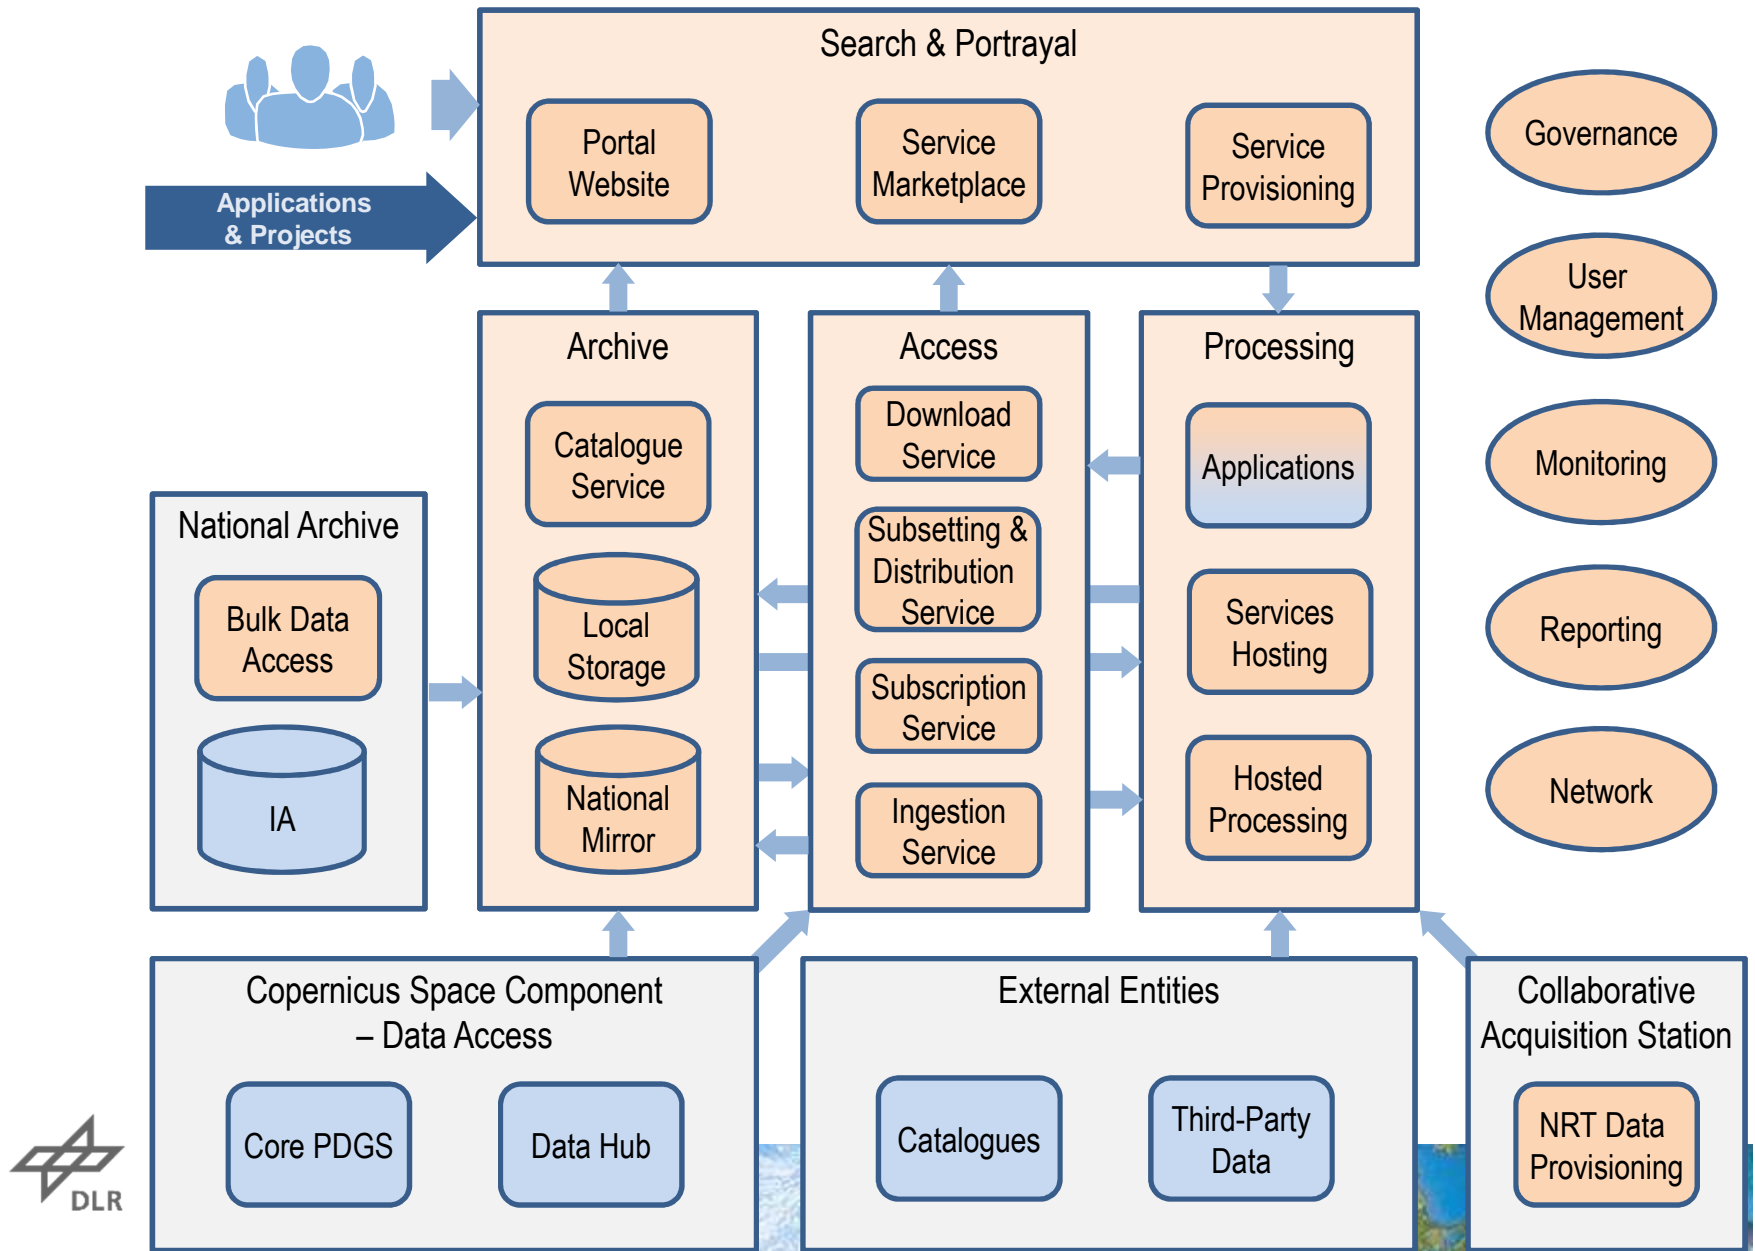 Search & Portrayal
Portal
Website
Service
Marketplace
Service
Provisioning
Applications
& Projects
Governance
User
Management
Monitoring
Reporting
Network
Archive
Catalogue
Service
Local
Storage
National
Mirror
Access
Download
Service
Subsetting &
Distribution
Service
Subscription
Service
Ingestion
Service
Processing
Applications
Services
Hosting
Hosted
Processing
National Archive
Bulk Data
Access
IA
Copernicus Space Component
– Data Access
Core PDGS
Data Hub
External Entities
Catalogues
Third-Party
Data
Collaborative
Acquisition Station
NRT Data
Provisioning
DLR